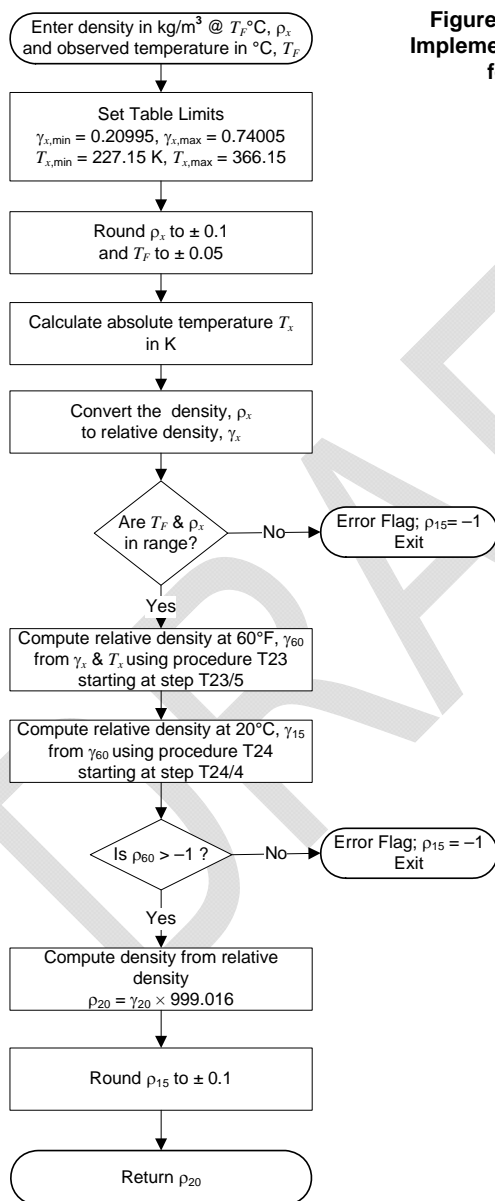 Figure
Impleme
f
Enter density in kg/m³ @ T_F°C, ρ_x
and observed temperature in °C, T_F
Set Table Limits
γ_x,min = 0.20995, γ_x,max = 0.74005
T_x,min = 227.15 K, T_x,max = 366.15
Round ρ_x to ± 0.1
and T_F to ± 0.05
Calculate absolute temperature T_x
in K
Convert the density, ρ_x
to relative density, γ_x
Are T_F & ρ_x
in range?
No
Error Flag; ρ₁₅= –1
Exit
Yes
Compute relative density at 60°F, γ₆₀
from γ_x & T_x using procedure T23
starting at step T23/5
Compute relative density at 20°C, γ₁₅
from γ₆₀ using procedure T24
starting at step T24/4
Is ρ₆₀ > –1 ?
No
Error Flag; ρ₁₅ = –1
Exit
Yes
Compute density from relative
density
ρ₂₀ = γ₂₀ × 999.016
Round ρ₁₅ to ± 0.1
Return ρ₂₀
DRAF